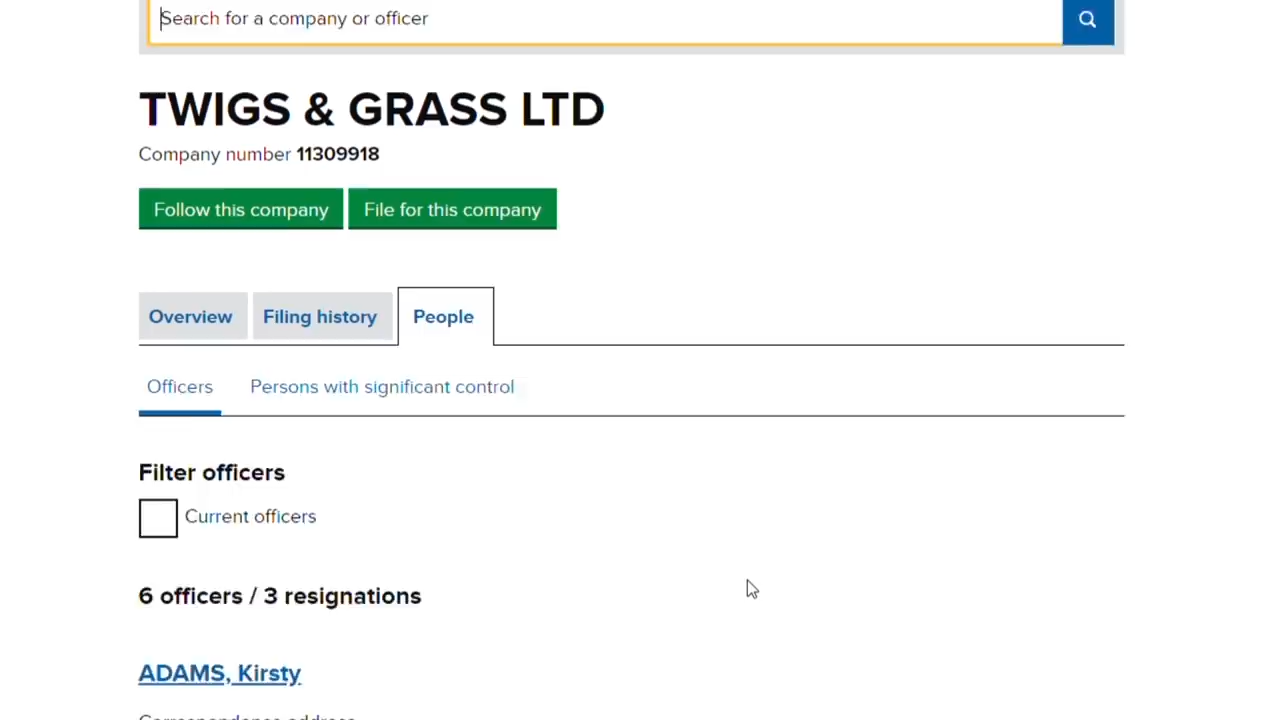 Search for a company or officer
TWIGS & GRASS LTD
Company number 11309918
Follow this company File for this company
Overview Filing history People
Officers Persons with significant control
Filter officers
Current officers
6 officers / 3 resignations
ADAMS, Kirsty
Correspondence address